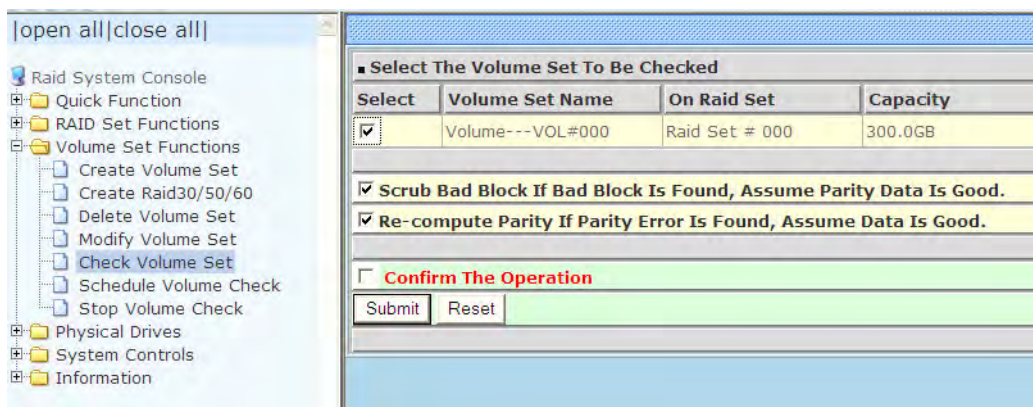 |open all|close all|
Raid System Console
Quick Function
RAID Set Functions
Volume Set Functions
Create Volume Set
Create Raid30/50/60
Delete Volume Set
Modify Volume Set
Check Volume Set
Schedule Volume Check
Stop Volume Check
Physical Drives
System Controls
Information
Select The Volume Set To Be Checked
Select Volume Set Name On Raid Set Capacity
Volume---VOL#000 Raid Set # 000 300.0GB
Scrub Bad Block If Bad Block Is Found, Assume Parity Data Is Good.
Re-compute Parity If Parity Error Is Found, Assume Data Is Good.
Confirm The Operation
Submit Reset